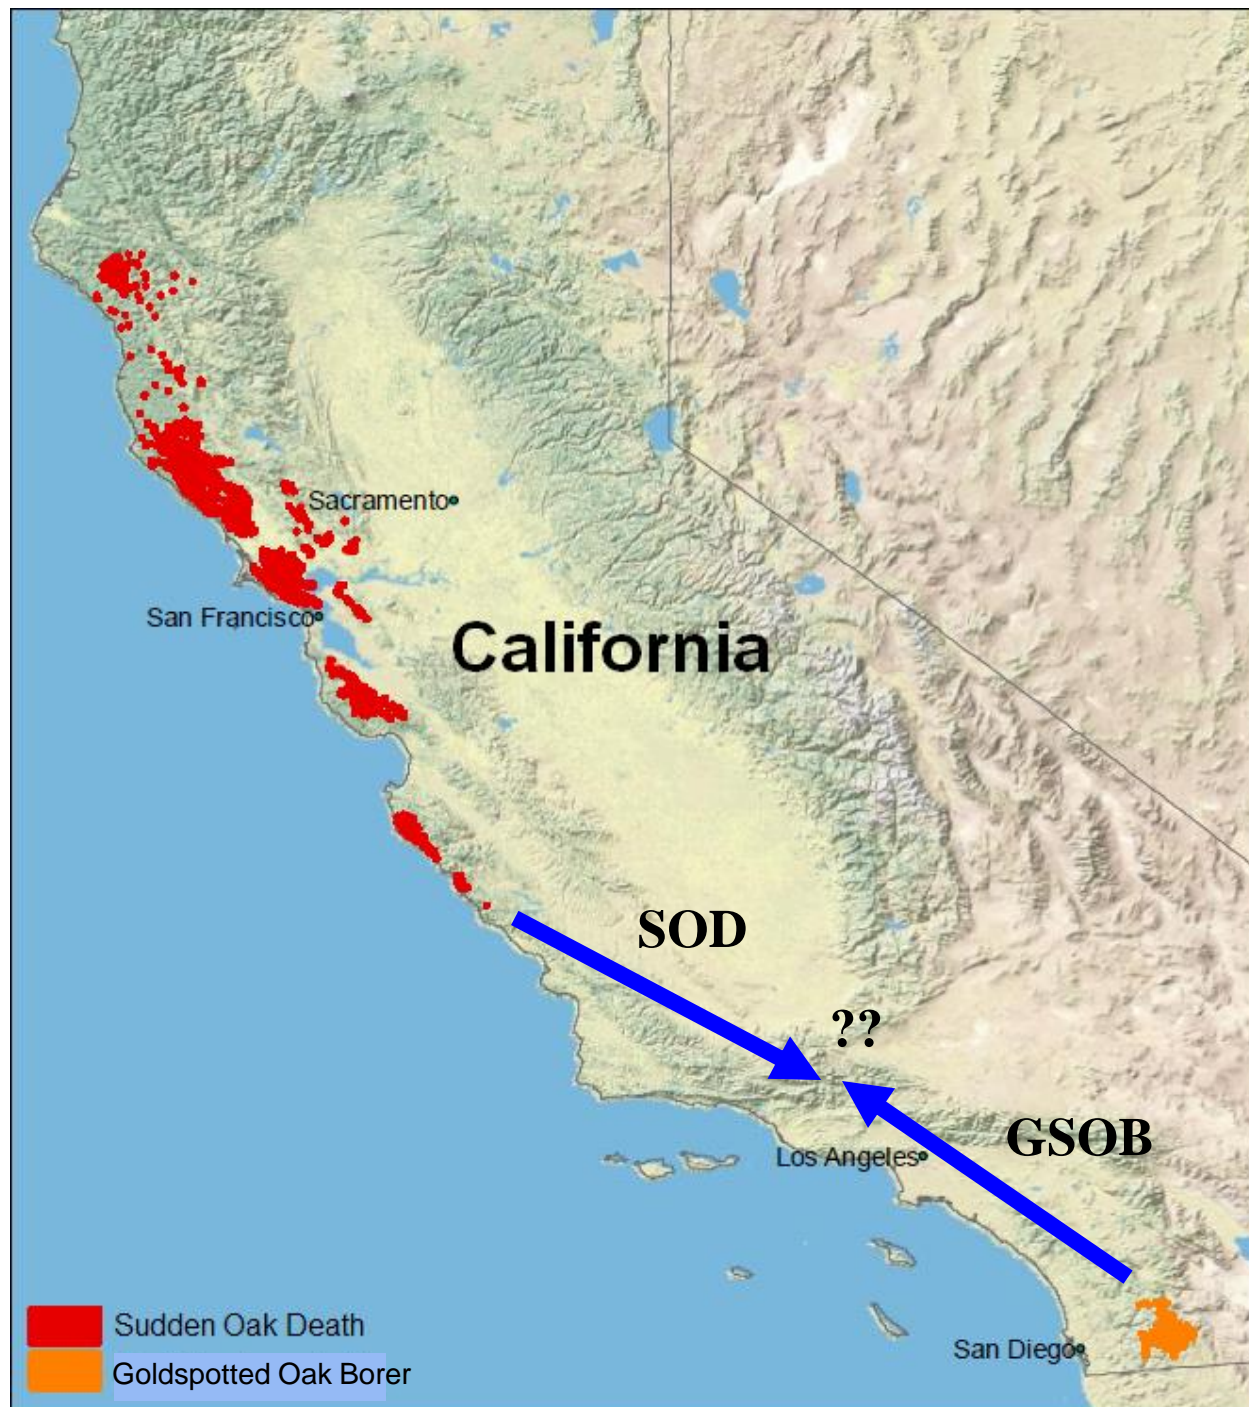 Sacramento
San Francisco
California
SOD
??
GSOB
Los Angeles
San Diego
Sudden Oak Death
Goldspotted Oak Borer